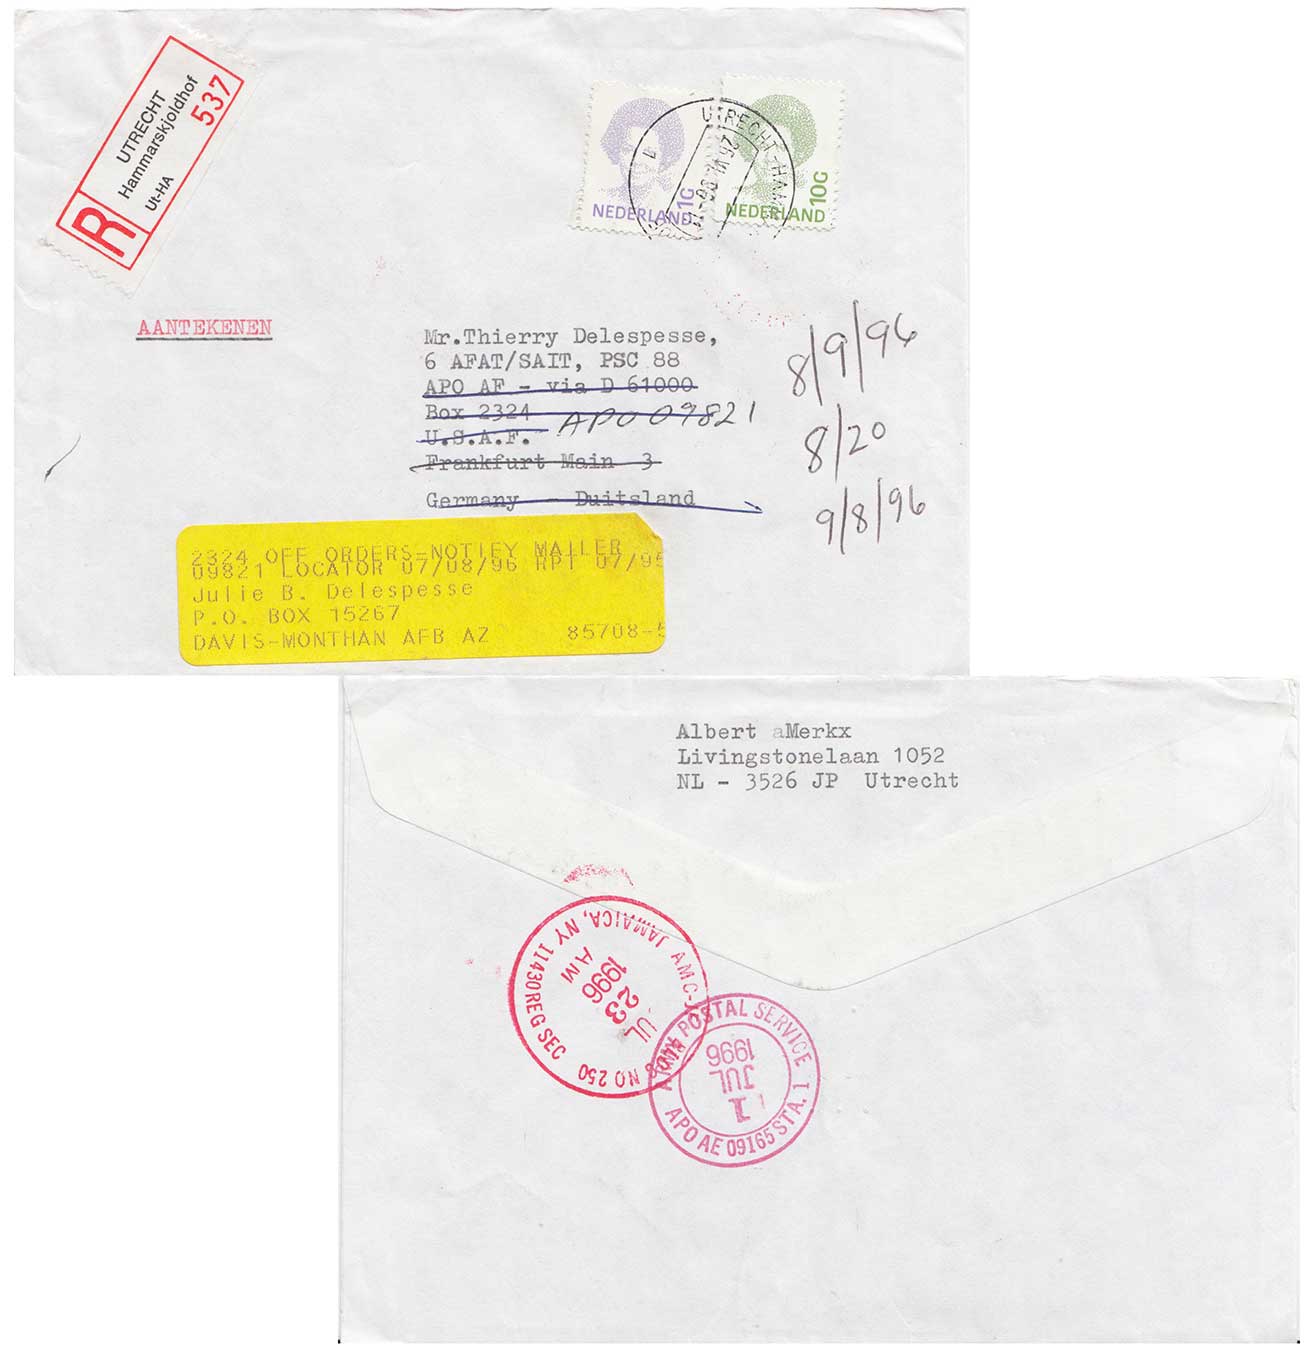 UTRECHT
Hammarskjoldhof
Ut-HA
537
R
NEDERLAND 1G
NEDERLAND 10G
UTRECHT-HAM
AANTEKENEN
Mr.Thierry Delespesse,
6 AFAT/SAIT, PSC 88
APO AF - via D 61000
Box 2324
APO 09821
U.S.A.F.
Frankfurt Main 3
Germany - Duitsland
8/9/96
8/20
9/8/96
2324 OFF ORDERS-NOTIFY MAILER
09821 LOCATOR 07/08/96 RPT 07/95
Julie B. Delespesse
P.O. BOX 15267
DAVIS-MONTHAN AFB AZ 85708-5
Albert aMerkx
Livingstonelaan 1052
NL - 3526 JP Utrecht
JAMAICA, NY 11430 REG SEC
NO 250
JUL
23
1996
AM
ARMY POSTAL SERVICE
APO AE 09165 STA. 1
1
JUL
1996